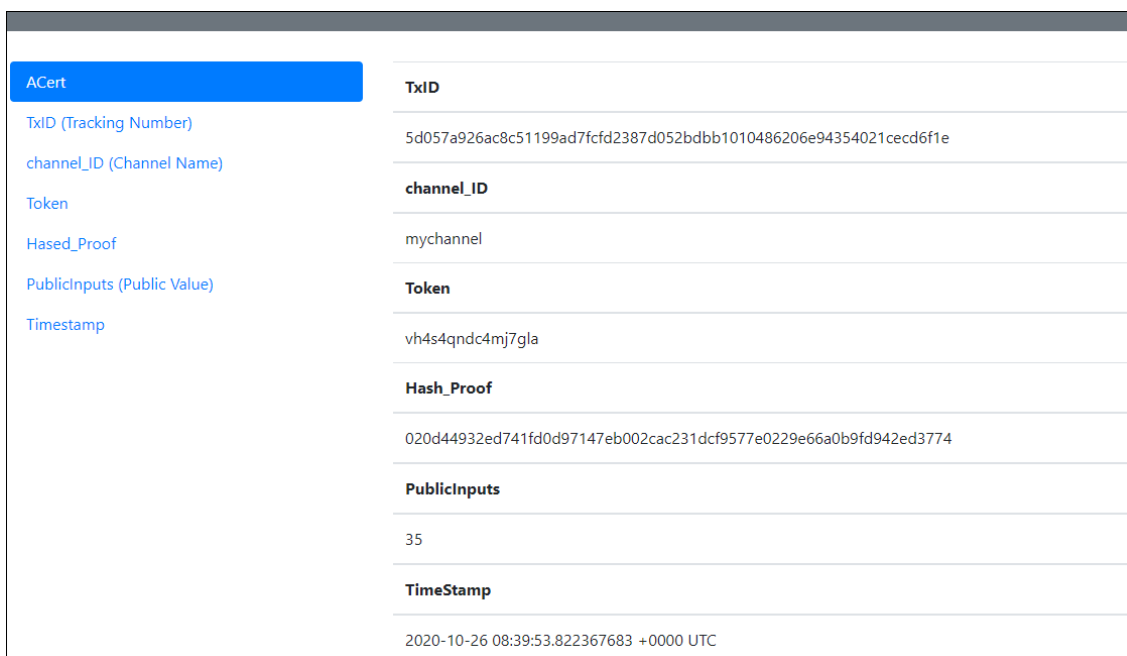 ACert
TxID (Tracking Number)
channel_ID (Channel Name)
Token
Hased_Proof
PublicInputs (Public Value)
Timestamp
TxID
5d057a926ac8c51199ad7fcfd2387d052bdbb1010486206e94354021cecd6f1e
channel_ID
mychannel
Token
vh4s4qndc4mj7gla
Hash_Proof
020d44932ed741fd0d97147eb002cac231dcf9577e0229e66a0b9fd942ed3774
PublicInputs
35
TimeStamp
2020-10-26 08:39:53.822367683 +0000 UTC